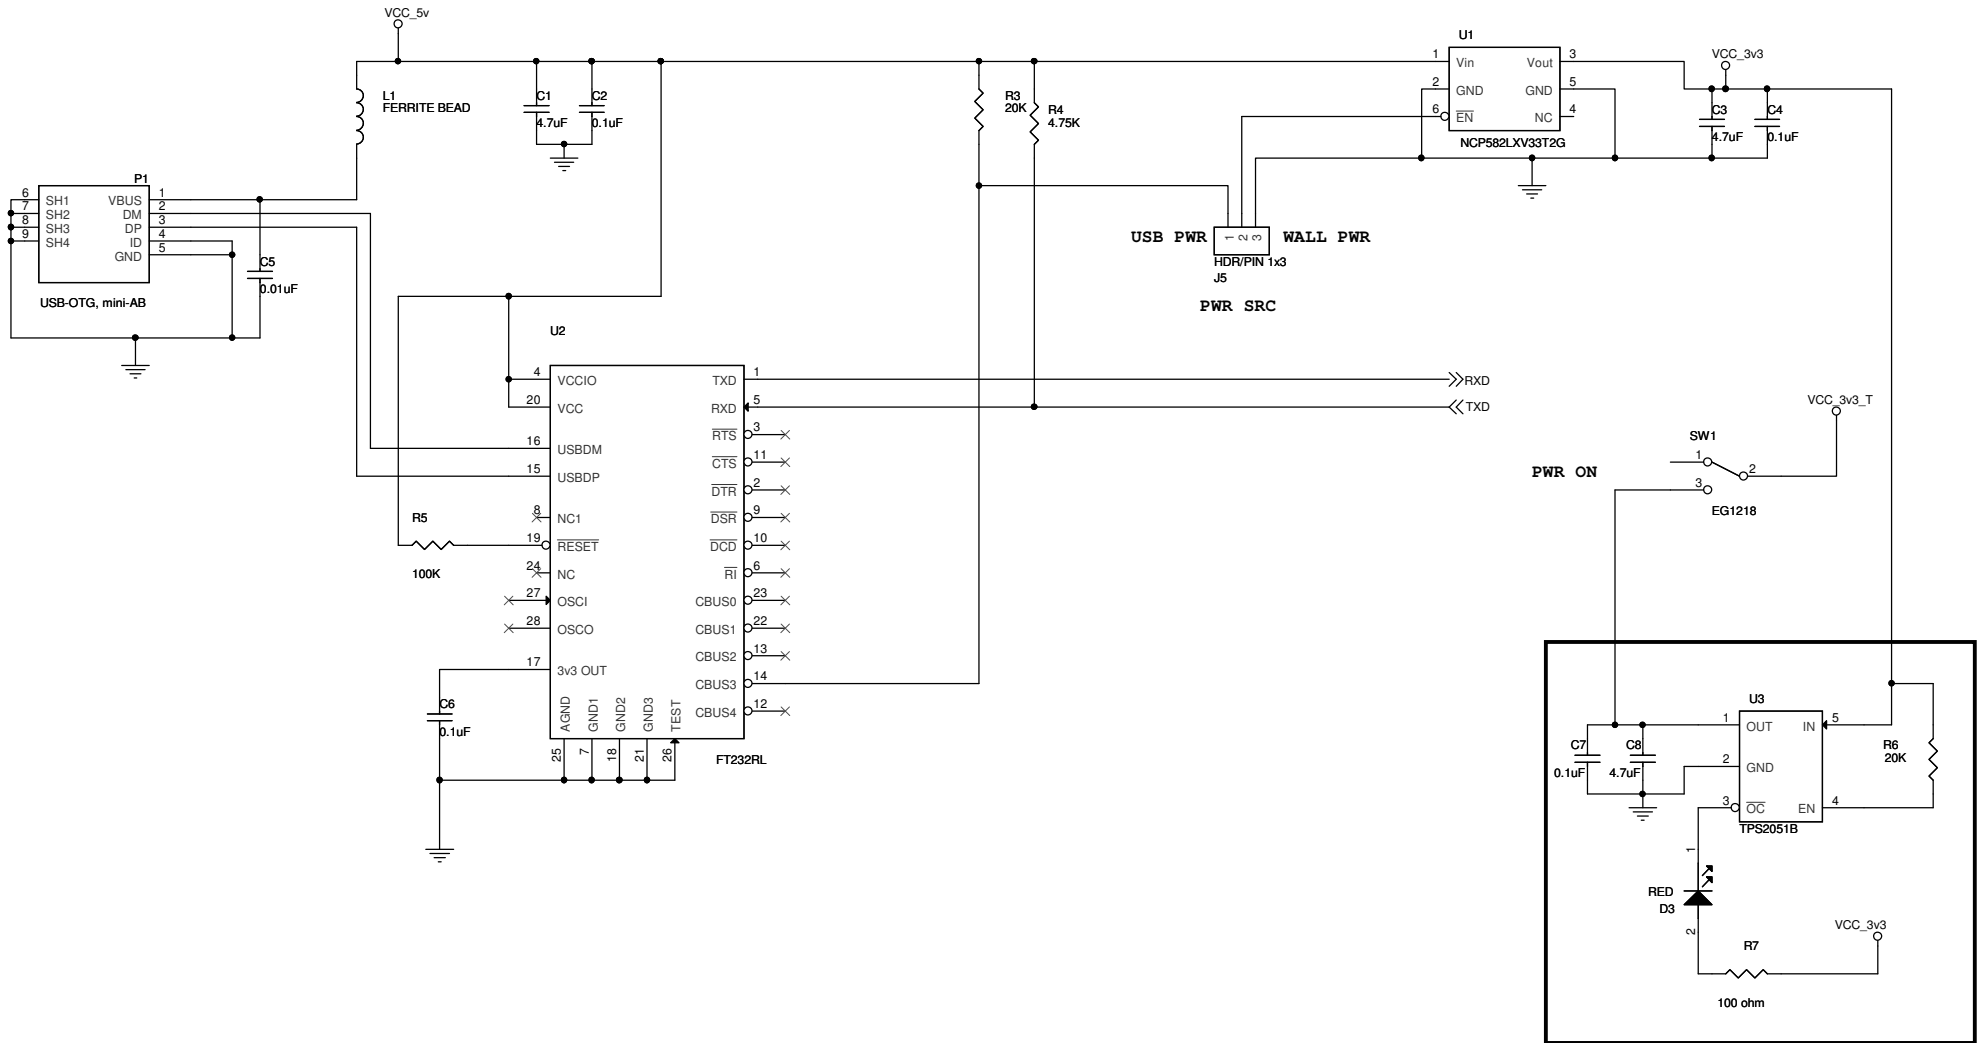 VCC_5v
L1
FERRITE BEAD
C1
4.7uF
C2
0.1uF
R3
20K
R4
4.75K
U1
1 Vin Vout 3
2 GND GND 5
6 EN NC 4
NCP582LXV33T2G
VCC_3v3
C3
4.7uF
C4
0.1uF
P1
6 SH1 VBUS 1
7 SH2 DM 2
8 SH3 DP 3
9 SH4 ID 4
GND 5
USB-OTG, mini-AB
C5
0.01uF
USB PWR 1 2 3 WALL PWR
HDR/PIN 1x3
J5
PWR SRC
U2
4 VCCIO TXD 1
20 VCC RXD 5
RTS 3
16 USBDM CTS 11
15 USBDP DTR 2
8 NC1 DSR 9
19 RESET DCD 10
24 NC RI 6
27 OSCI CBUS0 23
28 OSCO CBUS1 22
CBUS2 13
17 3v3 OUT CBUS3 14
CBUS4 12
AGND GND1 GND2 GND3 TEST
25 7 18 21 26
FT232RL
R5
100K
C6
0.1uF
RXD
TXD
VCC_3v3_T
SW1
PWR ON
1
2
3
EG1218
U3
1 OUT IN 5
2 GND
3 OC EN 4
TPS2051B
C7
0.1uF
C8
4.7uF
R6
20K
1
RED
D3
2
R7
100 ohm
VCC_3v3